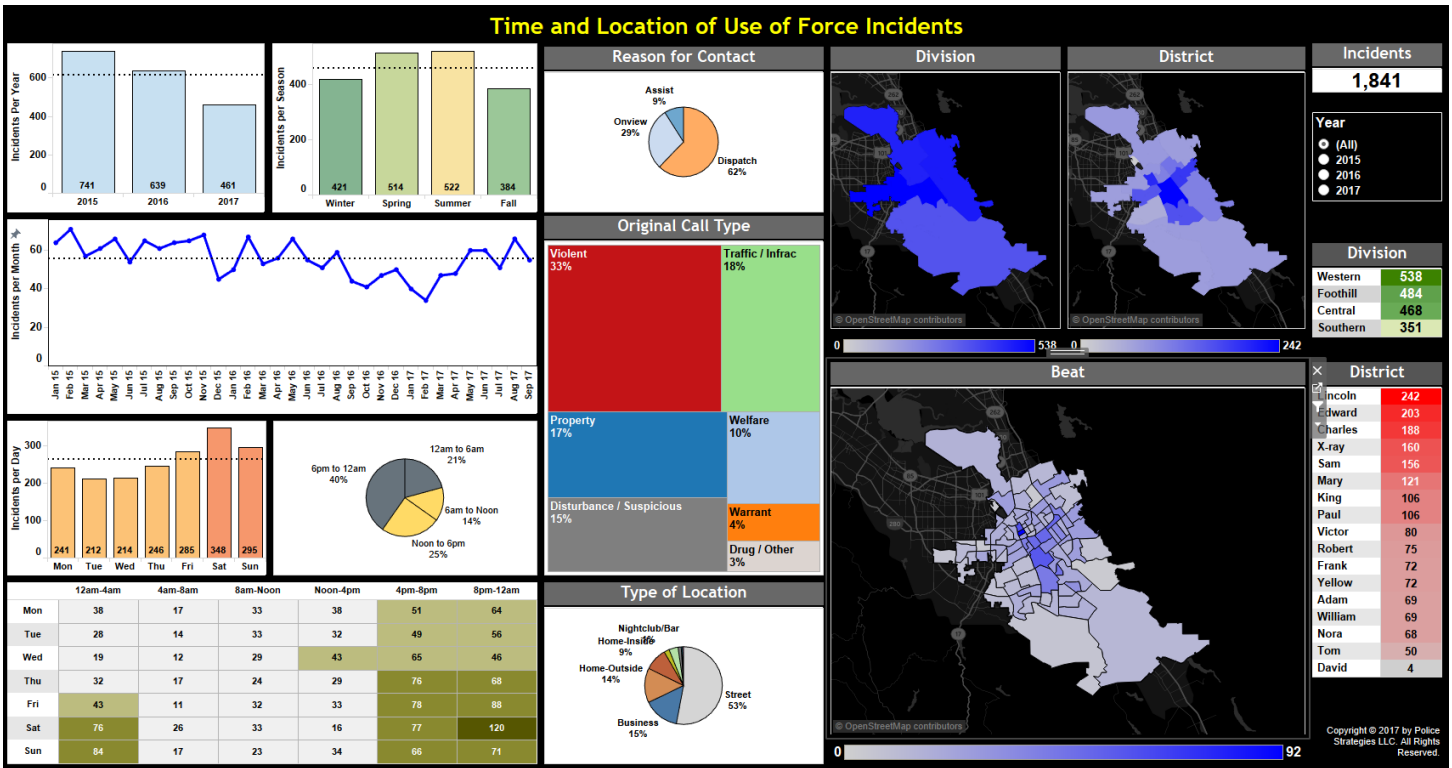 Time and Location of Use of Force Incidents
Incidents Per Year
600
400
200
0
741
639
461
2015
2016
2017
Incidents per Season
400
200
0
421
514
522
384
Winter
Spring
Summer
Fall
Reason for Contact
Assist
9%
Onview
29%
Dispatch
62%
Division
© OpenStreetMap contributors
0
538
District
© OpenStreetMap contributors
0
242
Incidents
1,841
Year
(All)
2015
2016
2017
Incidents per Month
60
40
20
0
Jan 15
Feb 15
Mar 15
Apr 15
May 15
Jun 15
Jul 15
Aug 15
Sep 15
Oct 15
Nov 15
Dec 15
Jan 16
Feb 16
Mar 16
Apr 16
May 16
Jun 16
Jul 16
Aug 16
Sep 16
Oct 16
Nov 16
Dec 16
Jan 17
Feb 17
Mar 17
Apr 17
May 17
Jun 17
Jul 17
Aug 17
Sep 17
Original Call Type
Violent
33%
Traffic / Infrac
18%
Property
17%
Welfare
10%
Disturbance / Suspicious
15%
Warrant
4%
Drug / Other
3%
Division
Western 538
Foothill 484
Central 468
Southern 351
Incidents per Day
300
200
100
0
241
212
214
246
285
348
295
Mon
Tue
Wed
Thu
Fri
Sat
Sun
12am to 6am
21%
6pm to 12am
40%
6am to Noon
14%
Noon to 6pm
25%
Beat
© OpenStreetMap contributors
0
92
District
Lincoln 242
Edward 203
Charles 188
X-ray 160
Sam 156
Mary 121
King 106
Paul 106
Victor 80
Robert 75
Frank 72
Yellow 72
Adam 69
William 69
Nora 68
Tom 50
David 4
12am-4am 4am-8am 8am-Noon Noon-4pm 4pm-8pm 8pm-12am
Mon 38 17 33 38 51 64
Tue 28 14 33 32 49 56
Wed 19 12 29 43 65 46
Thu 32 17 24 29 76 68
Fri 43 11 32 33 78 88
Sat 76 26 33 16 77 120
Sun 84 17 23 34 66 71
Type of Location
Nightclub/Bar
Home-Inside
9%
Home-Outside
14%
Street
53%
Business
15%
Copyright © 2017 by Police
Strategies LLC. All Rights
Reserved.